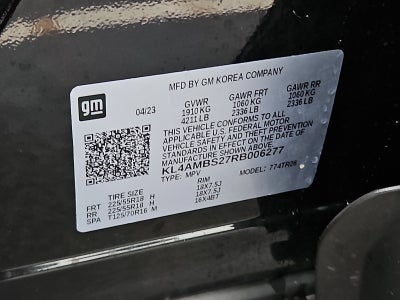 gm
MFD BY GM KOREA COMPANY
04/23 GVWR GAWR FRT GAWR RR
1910 KG 1060 KG 1060 KG
4211 LB 2336 LB 2336 LB
THIS VEHICLE CONFORMS TO ALL
APPLICABLE U.S. FEDERAL MOTOR
VEHICLE SAFETY AND THEFT PREVENTION
STANDARDS IN EFFECT ON THE DATE OF
MANUFACTURE SHOWN ABOVE.
KL4AMBS27RB006277
TYPE: MPV MODEL: 774TR06
TIRE SIZE RIM
FRT 225/55R18 H 18X7.5J
RR 225/55R18 H 18X7.5J
SPA T125/70R16 M 16X4BT